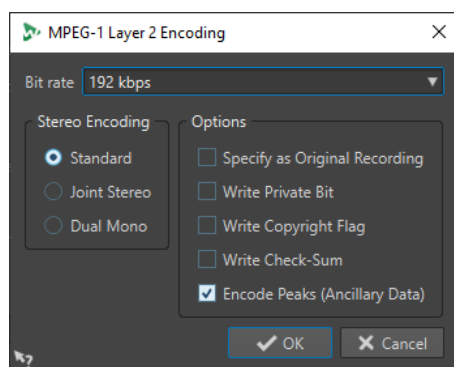 MPEG-1 Layer 2 Encoding
Bit rate 192 kbps
Stereo Encoding
Standard
Joint Stereo
Dual Mono
Options
Specify as Original Recording
Write Private Bit
Write Copyright Flag
Write Check-Sum
Encode Peaks (Ancillary Data)
OK Cancel
?